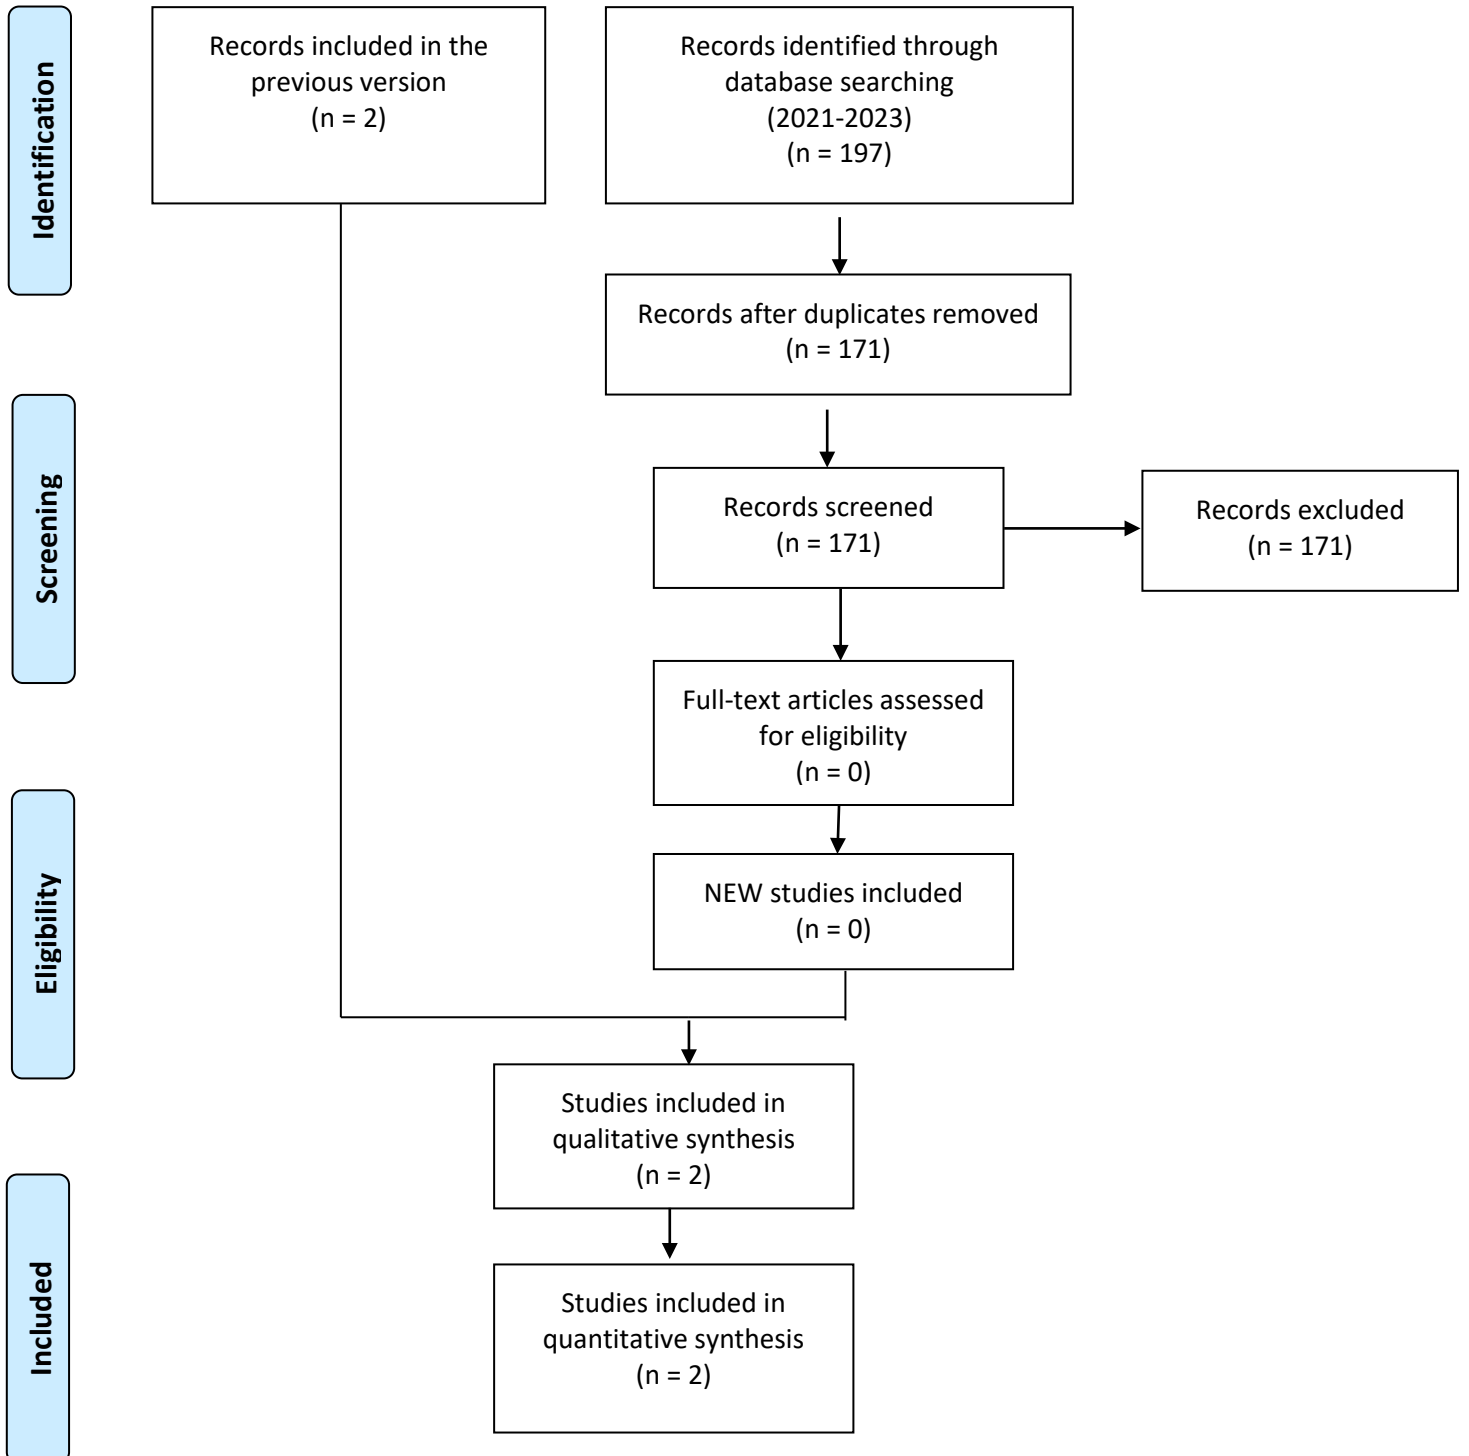 Identification
Records included in the
previous version
(n = 2)
Records identified through
database searching
(2021-2023)
(n = 197)
Records after duplicates removed
(n = 171)
Screening
Records screened
(n = 171)
Records excluded
(n = 171)
Full-text articles assessed
for eligibility
(n = 0)
Eligibility
NEW studies included
(n = 0)
Studies included in
qualitative synthesis
(n = 2)
Included
Studies included in
quantitative synthesis
(n = 2)